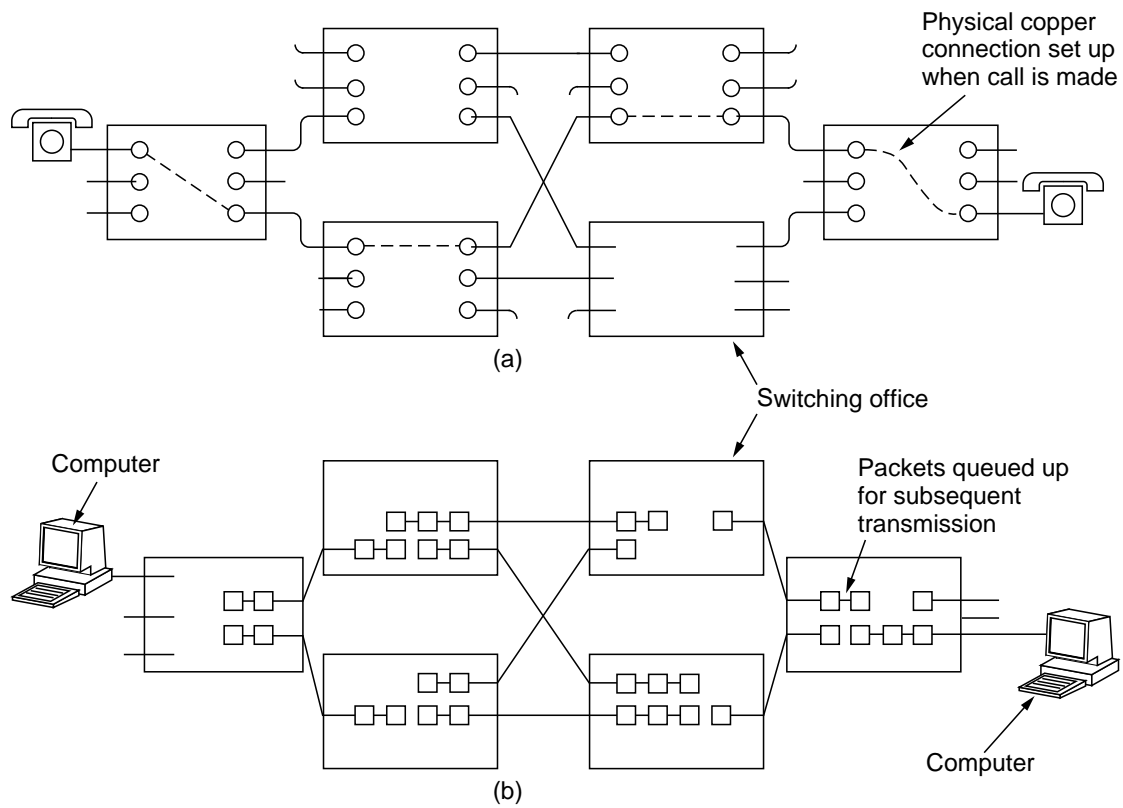 Physical copper
connection set up
when call is made
(a)
Switching office
Computer
Packets queued up
for subsequent
transmission
Computer
(b)